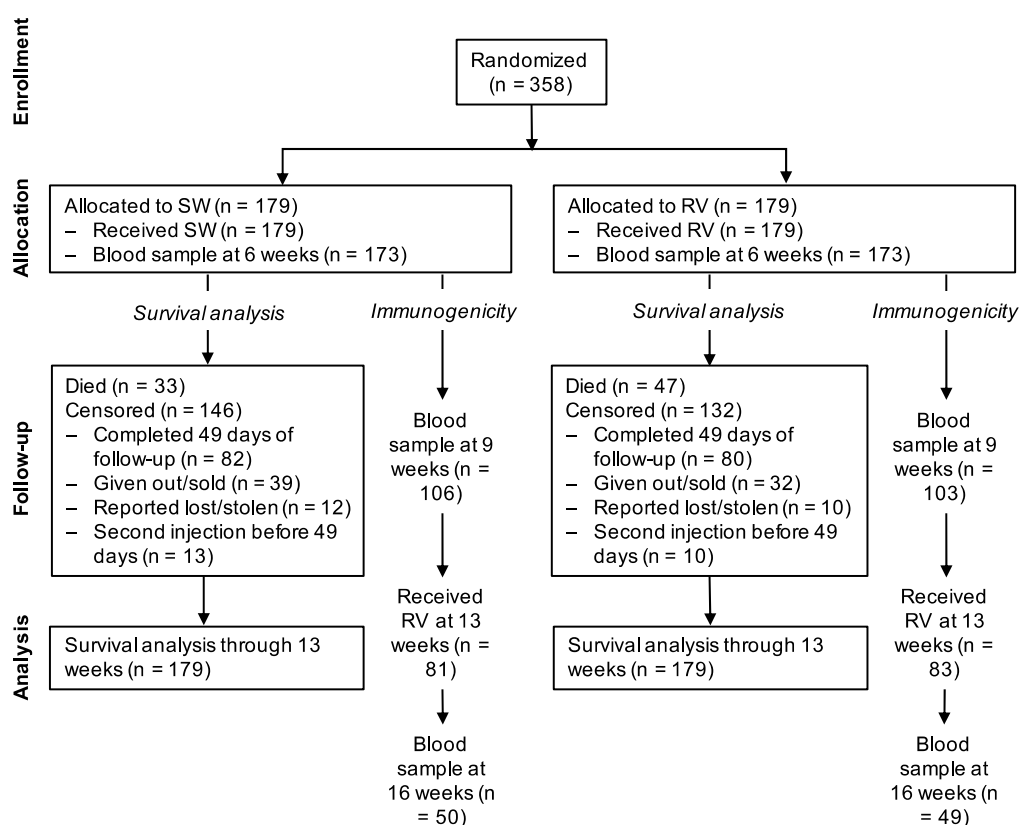 Enrollment
Randomized
(n = 358)
Allocation
Allocated to SW (n = 179)
– Received SW (n = 179)
– Blood sample at 6 weeks (n = 173)
Allocated to RV (n = 179)
– Received RV (n = 179)
– Blood sample at 6 weeks (n = 173)
Survival analysis
Immunogenicity
Survival analysis
Immunogenicity
Follow-up
Died (n = 33)
Censored (n = 146)
– Completed 49 days of
follow-up (n = 82)
– Given out/sold (n = 39)
– Reported lost/stolen (n = 12)
– Second injection before 49
days (n = 13)
Blood
sample at 9
weeks (n =
106)
Died (n = 47)
Censored (n = 132)
– Completed 49 days of
follow-up (n = 80)
– Given out/sold (n = 32)
– Reported lost/stolen (n = 10)
– Second injection before 49
days (n = 10)
Blood
sample at 9
weeks (n =
103)
Analysis
Survival analysis through 13
weeks (n = 179)
Received
RV at 13
weeks (n =
81)
Survival analysis through 13
weeks (n = 179)
Received
RV at 13
weeks (n =
83)
Blood
sample at
16 weeks (n
= 50)
Blood
sample at
16 weeks (n
= 49)